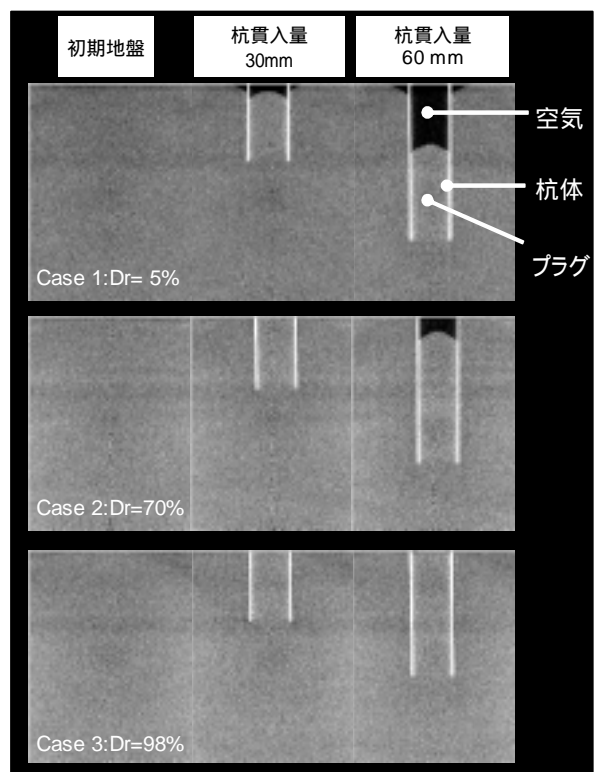 初期地盤
杭貫入量
30mm
杭貫入量
60 mm
空気
杭体
プラグ
Case 1:Dr= 5%
Case 2:Dr=70%
Case 3:Dr=98%